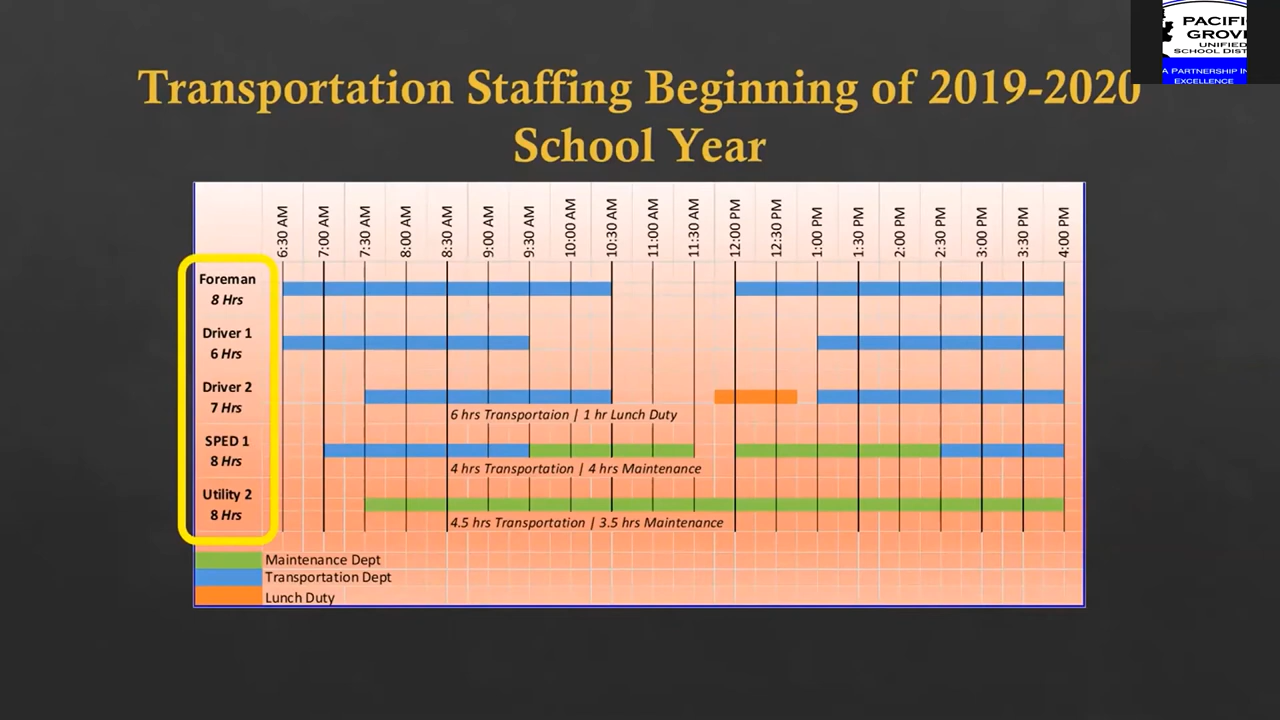 PACIFI
GROV
UNIFIED
SCHOOL DIST
A PARTNERSHIP IN
EXCELLENCE
Transportation Staffing Beginning of 2019-2020
School Year
6:30 AM
7:00 AM
7:30 AM
8:00 AM
8:30 AM
9:00 AM
9:30 AM
10:00 AM
10:30 AM
11:00 AM
11:30 AM
12:00 PM
12:30 PM
1:00 PM
1:30 PM
2:00 PM
2:30 PM
3:00 PM
3:30 PM
4:00 PM
Foreman
8 Hrs
Driver 1
6 Hrs
Driver 2
7 Hrs
6 hrs Transportaion | 1 hr Lunch Duty
SPED 1
8 Hrs
4 hrs Transportation | 4 hrs Maintenance
Utility 2
8 Hrs
4.5 hrs Transportation | 3.5 hrs Maintenance
Maintenance Dept
Transportation Dept
Lunch Duty